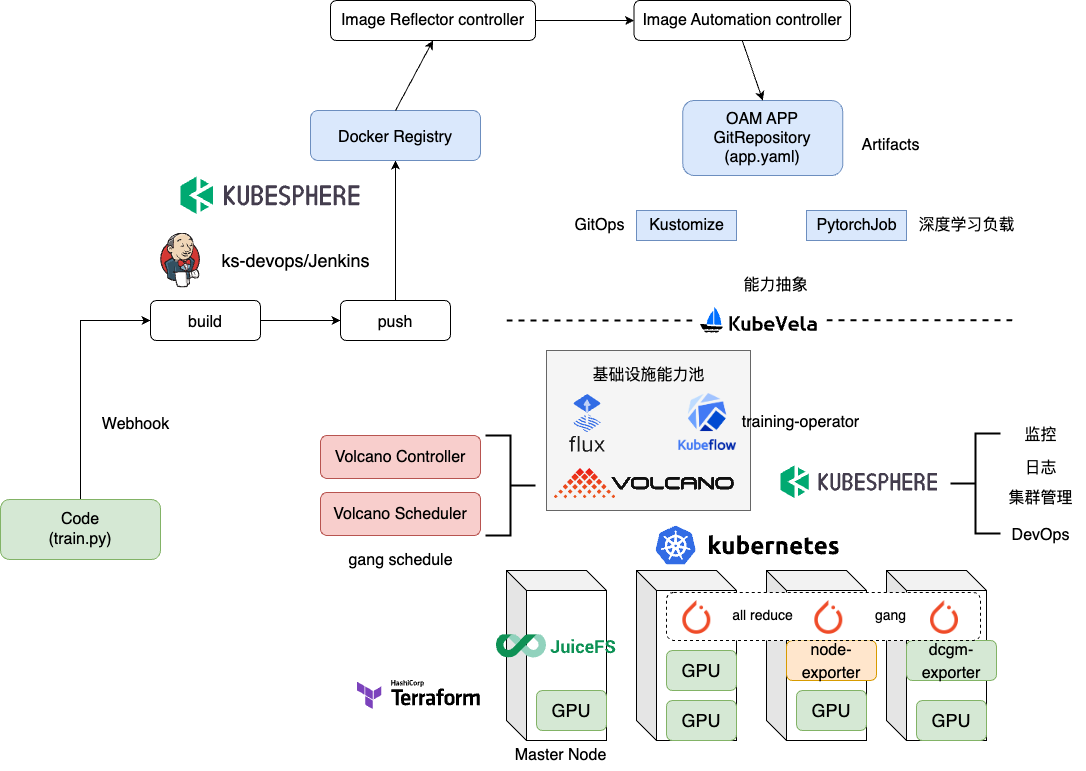 Image Reflector controller
Image Automation controller
Docker Registry
OAM APP
GitRepository
(app.yaml)
Artifacts
KUBESPHERE
GitOps
Kustomize
PytorchJob
深度学习负载
ks-devops/Jenkins
能力抽象
build
push
KubeVela
基础设施能力池
flux
Kubeflow
training-operator
Webhook
Volcano Controller
VOLCANO
KUBESPHERE
监控
日志
集群管理
DevOps
Volcano Scheduler
Code
(train.py)
gang schedule
kubernetes
all reduce
gang
JuiceFS
node-
exporter
dcgm-
exporter
GPU
HashiCorp
Terraform
GPU
GPU
GPU
GPU
Master Node